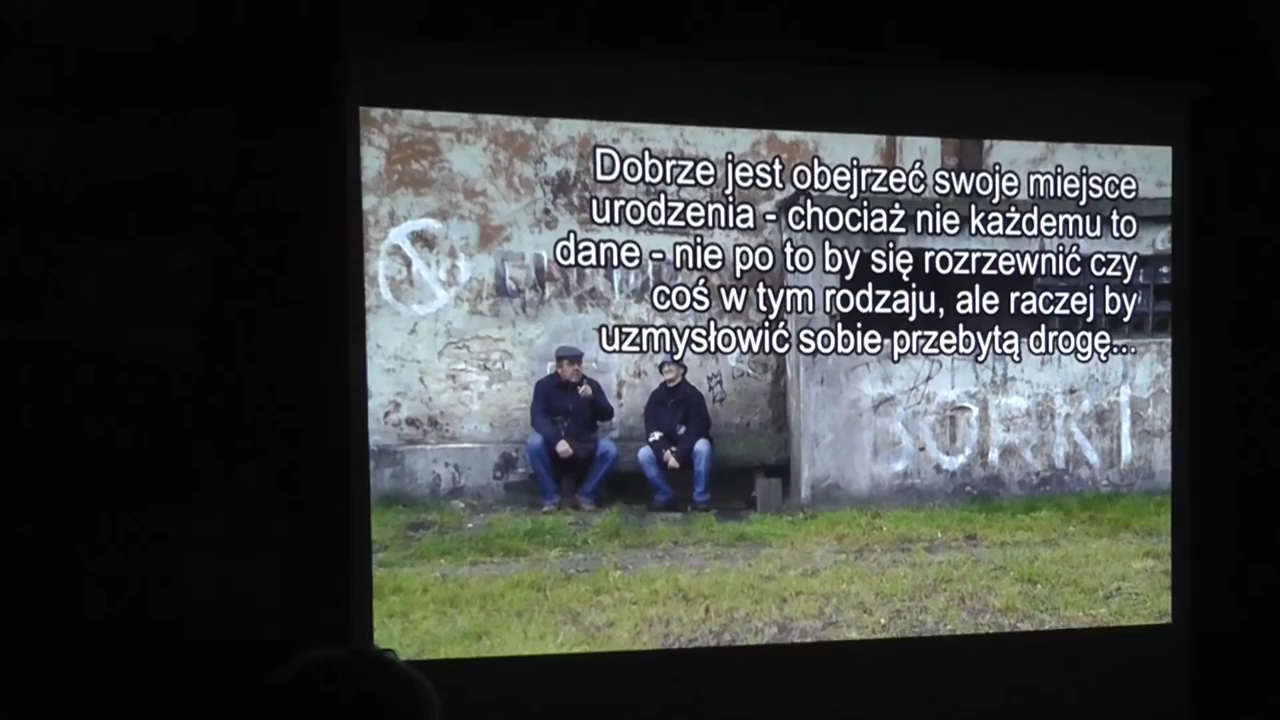 Dobrze jest obejrzeć swoje miejsce
urodzenia - chociaż nie każdemu to
dane - nie po to by się rozrzewnić czy
coś w tym rodzaju, ale raczej by
uzmysłowić sobie przebytą drogę...
BORKI